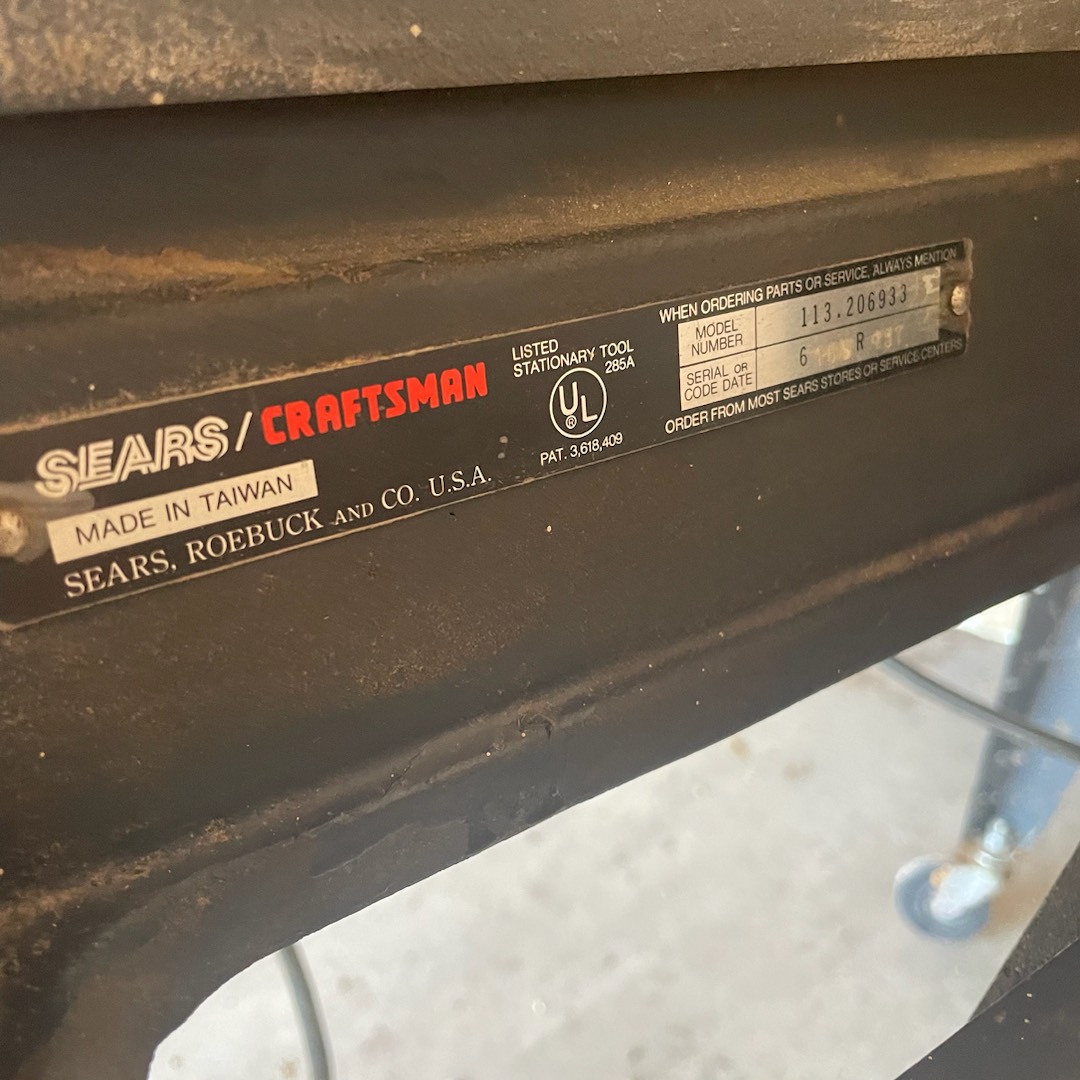 SEARS/CRAFTSMAN
MADE IN TAIWAN
SEARS, ROEBUCK AND CO. U.S.A.
LISTED
STATIONARY TOOL
285A
UL
®
PAT. 3,618,409
WHEN ORDERING PARTS OR SERVICE, ALWAYS MENTION
MODEL
NUMBER
113.206933
SERIAL OR
CODE DATE
6 R
ORDER FROM MOST SEARS STORES OR SERVICE CENTERS